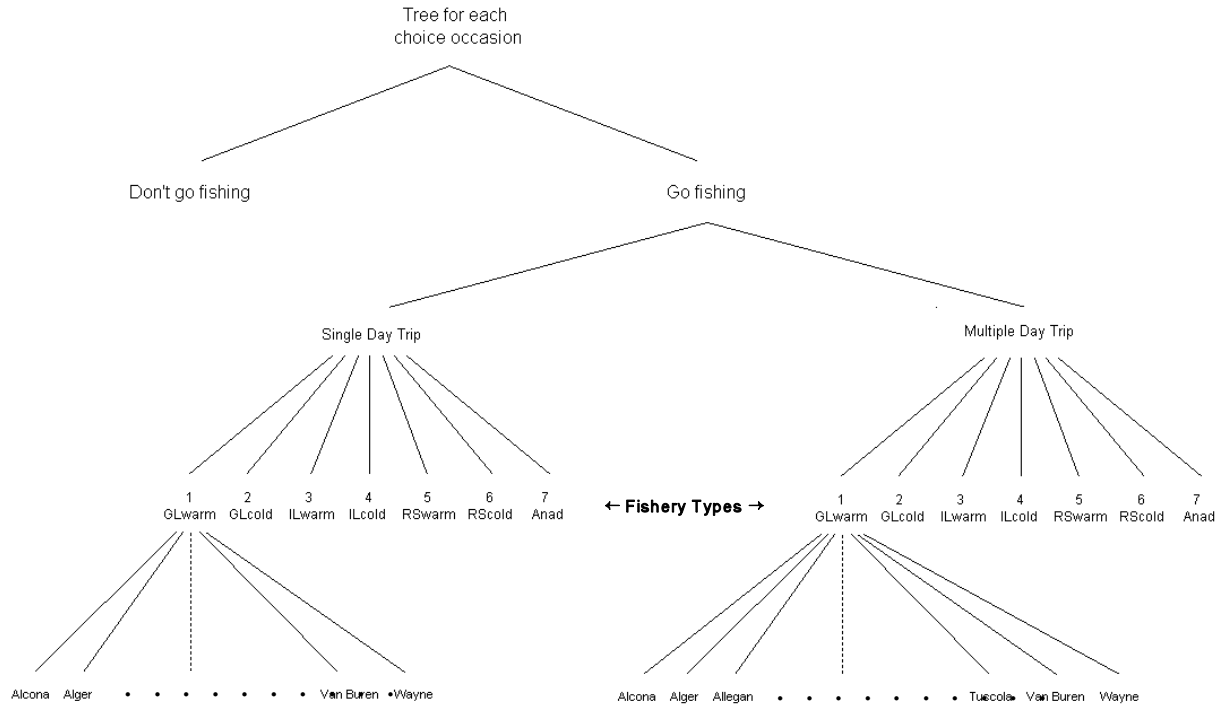 Tree for each
choice occasion
Don't go fishing
Go fishing
Single Day Trip
Multiple Day Trip
1 2 3 4 5 6 7
GLwarm GLcold ILwarm ILcold RSwarm RScold Anad
← Fishery Types →
1 2 3 4 5 6 7
GLwarm GLcold ILwarm ILcold RSwarm RScold Anad
Alcona Alger Van Buren Wayne
Alcona Alger Allegan Tuscola Van Buren Wayne